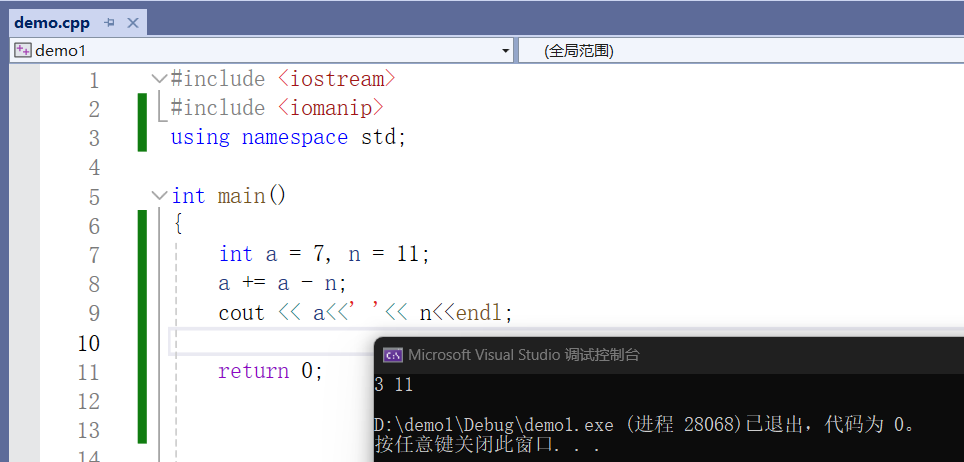 demo.cpp
demo1
(全局范围)
1 #include <iostream>
2 #include <iomanip>
3 using namespace std;
4
5 int main()
6 {
7 int a = 7, n = 11;
8 a += a - n;
9 cout << a<<' '<< n<<endl;
10
11 return 0;
12
13
14
Microsoft Visual Studio 调试控制台
3 11
D:\demo1\Debug\demo1.exe (进程 28068)已退出，代码为 0。
按任意键关闭此窗口. . .